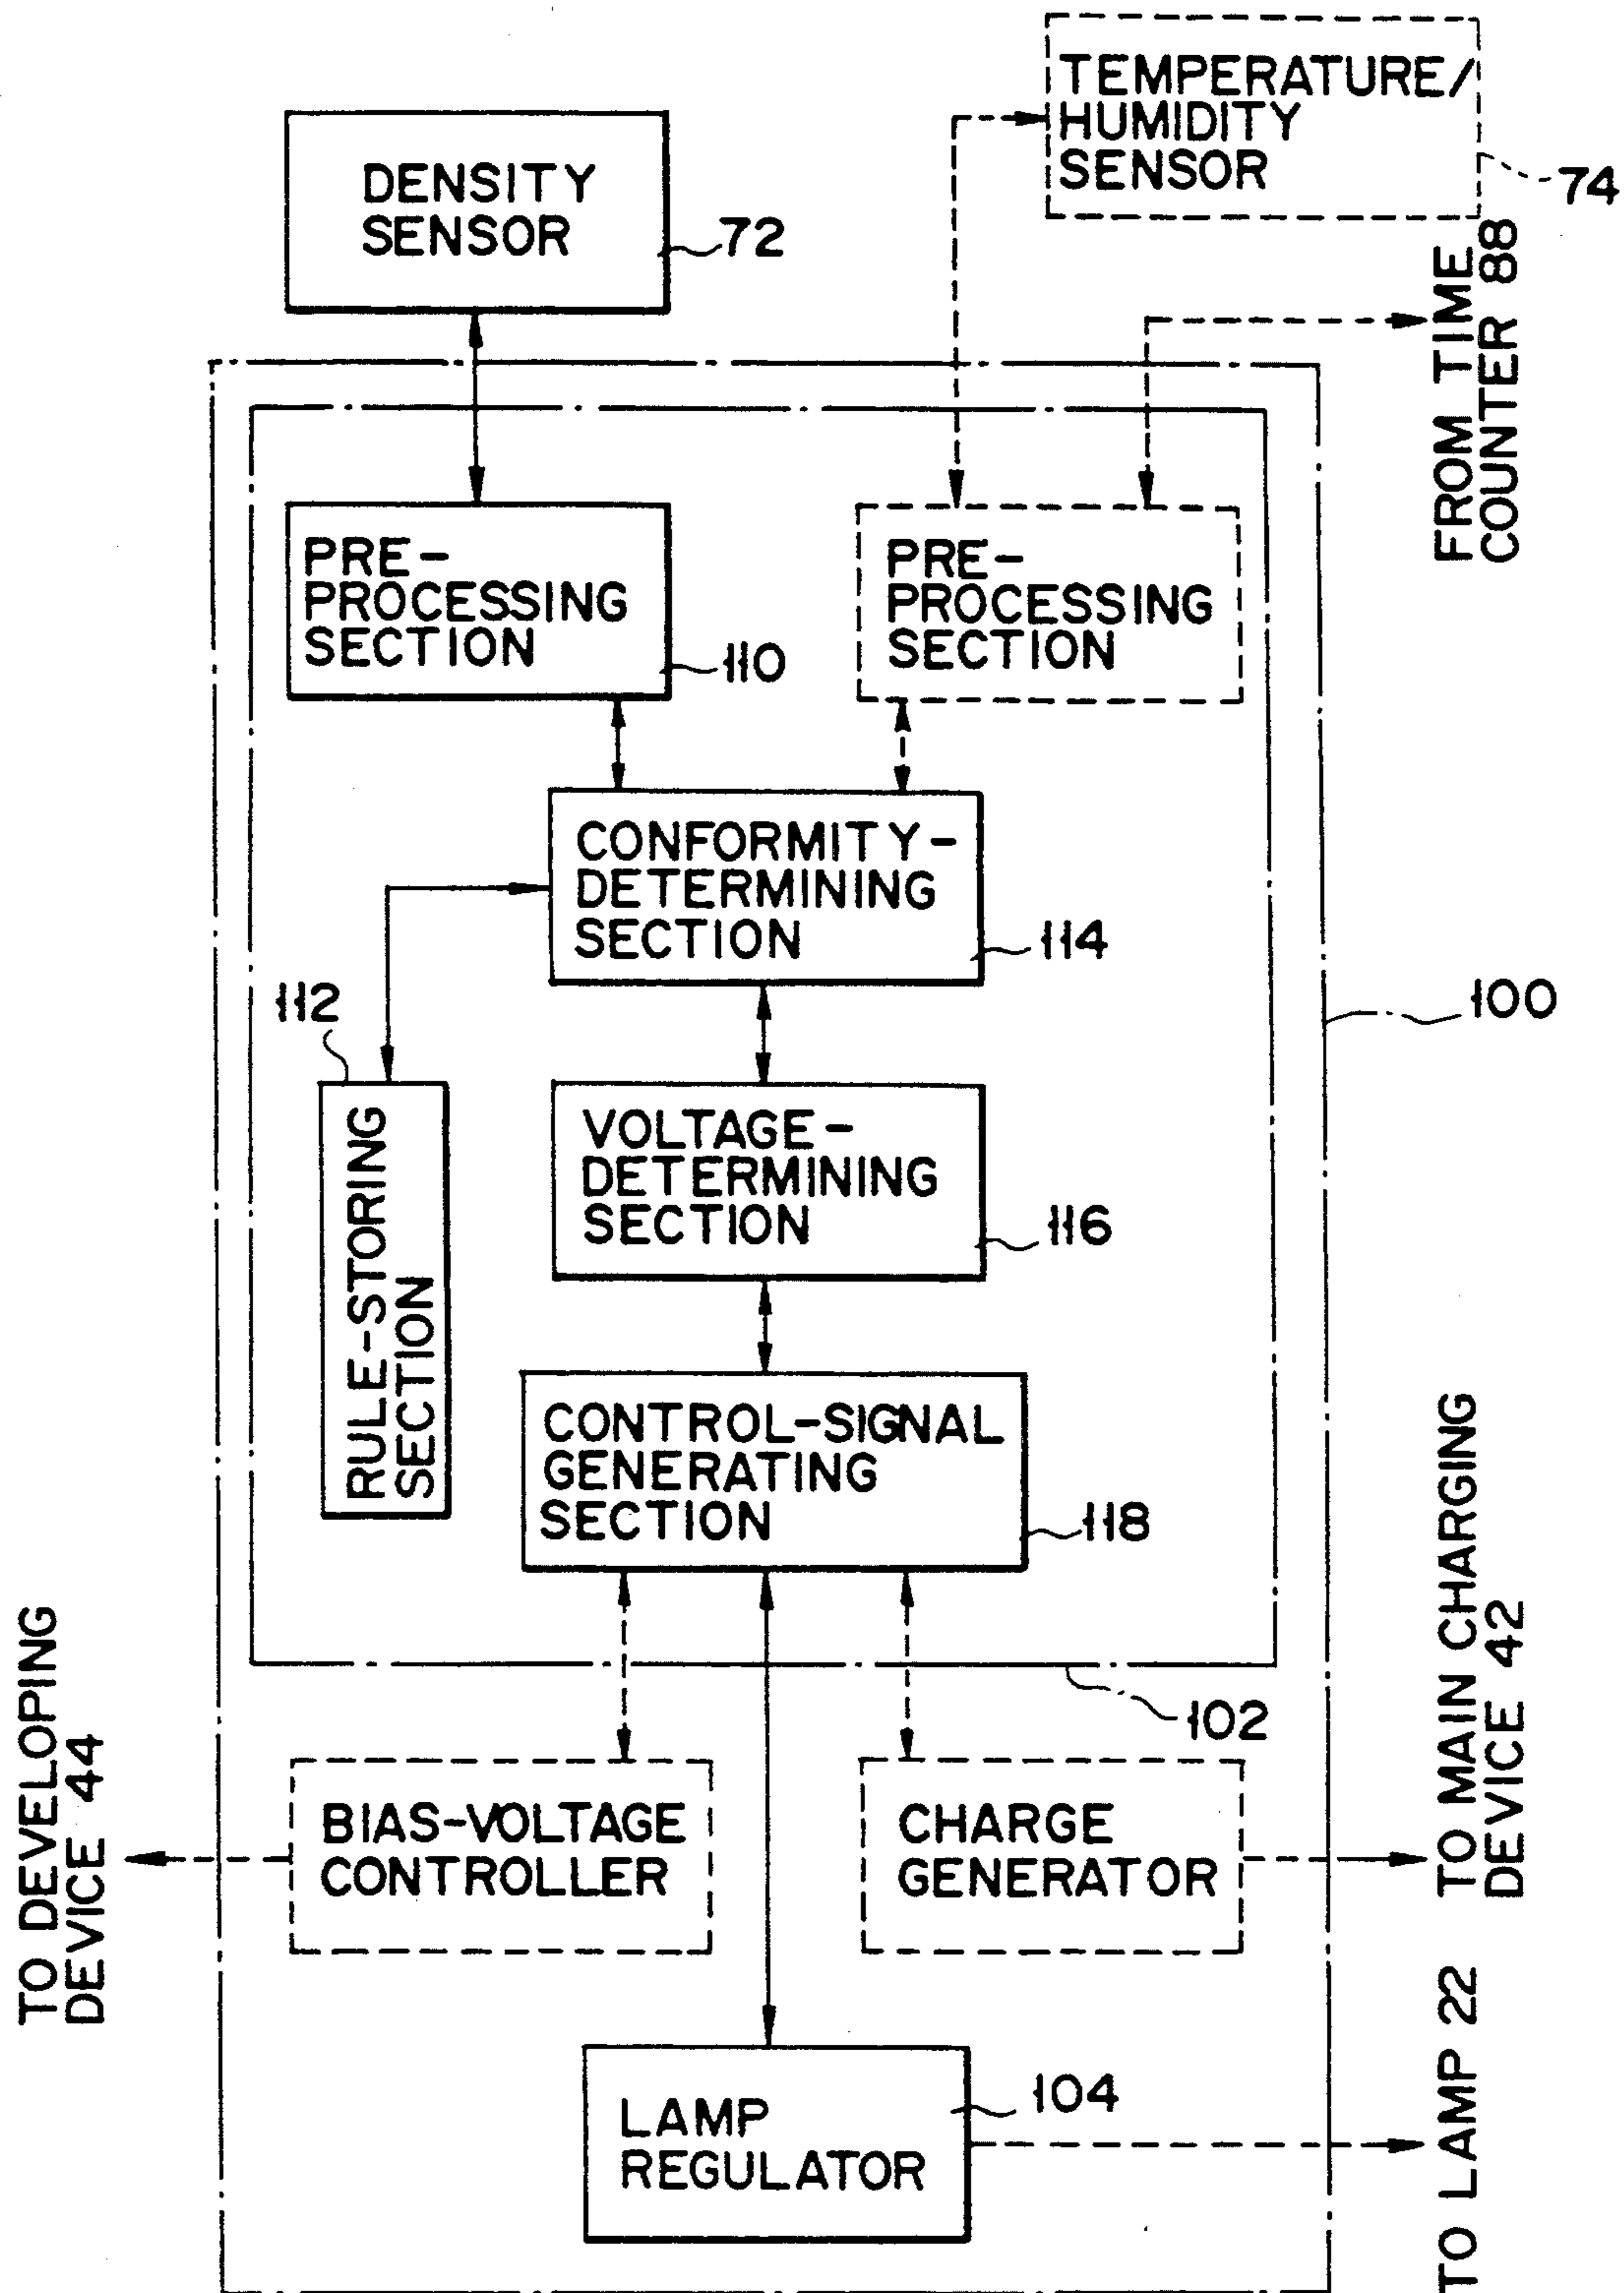 TEMPERATURE/
HUMIDITY
SENSOR
74
DENSITY
SENSOR
72
FROM TIME
COUNTER 88
PRE-
PROCESSING
SECTION
110
PRE-
PROCESSING
SECTION
CONFORMITY-
DETERMINING
SECTION
114
112
100
RULE-STORING
SECTION
VOLTAGE-
DETERMINING
SECTION
116
CONTROL-SIGNAL
GENERATING
SECTION
118
102
TO DEVELOPING
DEVICE 44
BIAS-VOLTAGE
CONTROLLER
CHARGE
GENERATOR
TO MAIN CHARGING
DEVICE 42
LAMP
REGULATOR
104
TO LAMP 22